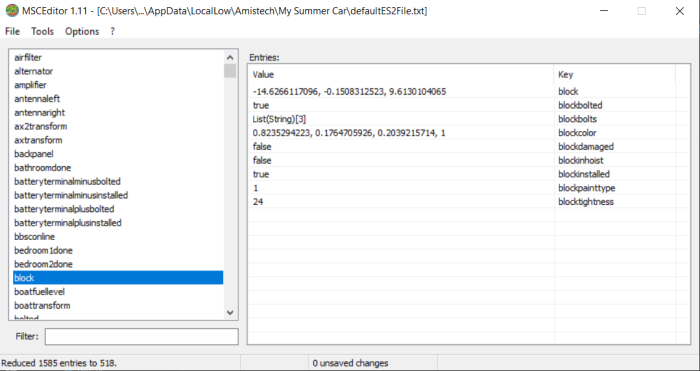 MSCEditor 1.11 - [C:\Users\...\AppData\LocalLow\Amistech\My Summer Car\defaultES2File.txt]
File Tools Options ?
airfilter
alternator
amplifier
antennaleft
antennaright
ax2transform
axtransform
backpanel
bathroomdone
batteryterminalminusbolted
batteryterminalminusinstalled
batteryterminalplusbolted
batteryterminalplusinstalled
bbsconline
bedroom1done
bedroom2done
block
boatfuellevel
boattransform
bolted
Filter:
Entries:
Value Key
-14.6266117096, -0.1508312523, 9.6130104065 block
true blockbolted
List(String)[3] blockbolts
0.8235294223, 0.1764705926, 0.2039215714, 1 blockcolor
false blockdamaged
false blockinhoist
true blockinstalled
1 blockpainttype
24 blocktightness
Reduced 1585 entries to 518. 0 unsaved changes